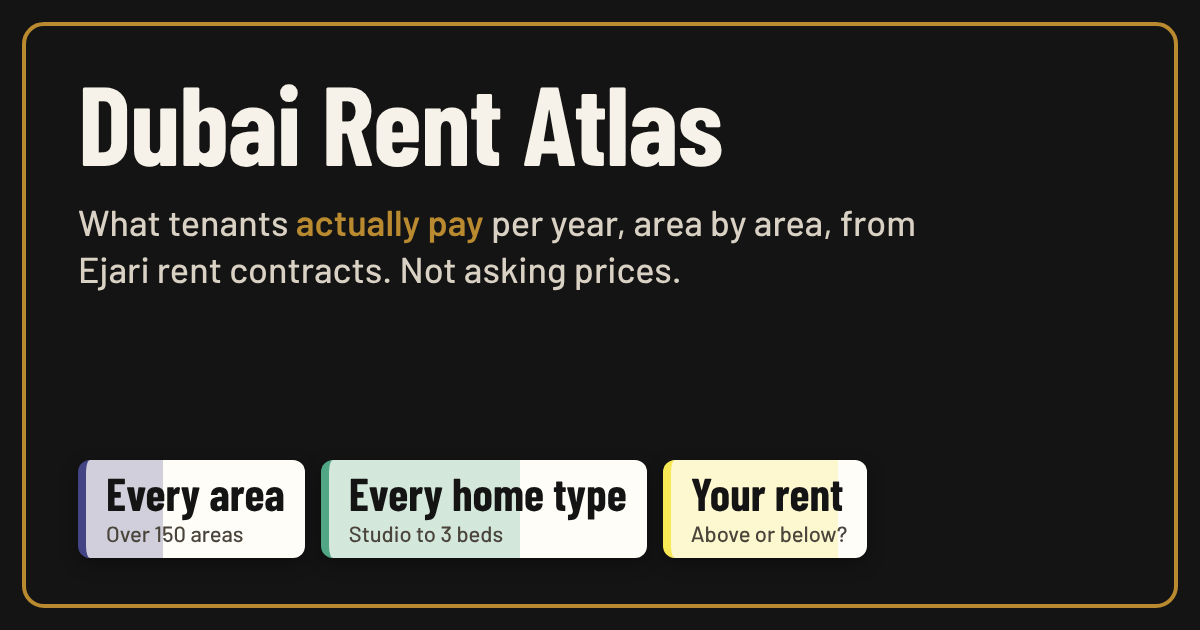 Dubai Rent Atlas
What tenants actually pay per year, area by area, from
Ejari rent contracts. Not asking prices.
Every area
Over 150 areas
Every home type
Studio to 3 beds
Your rent
Above or below?